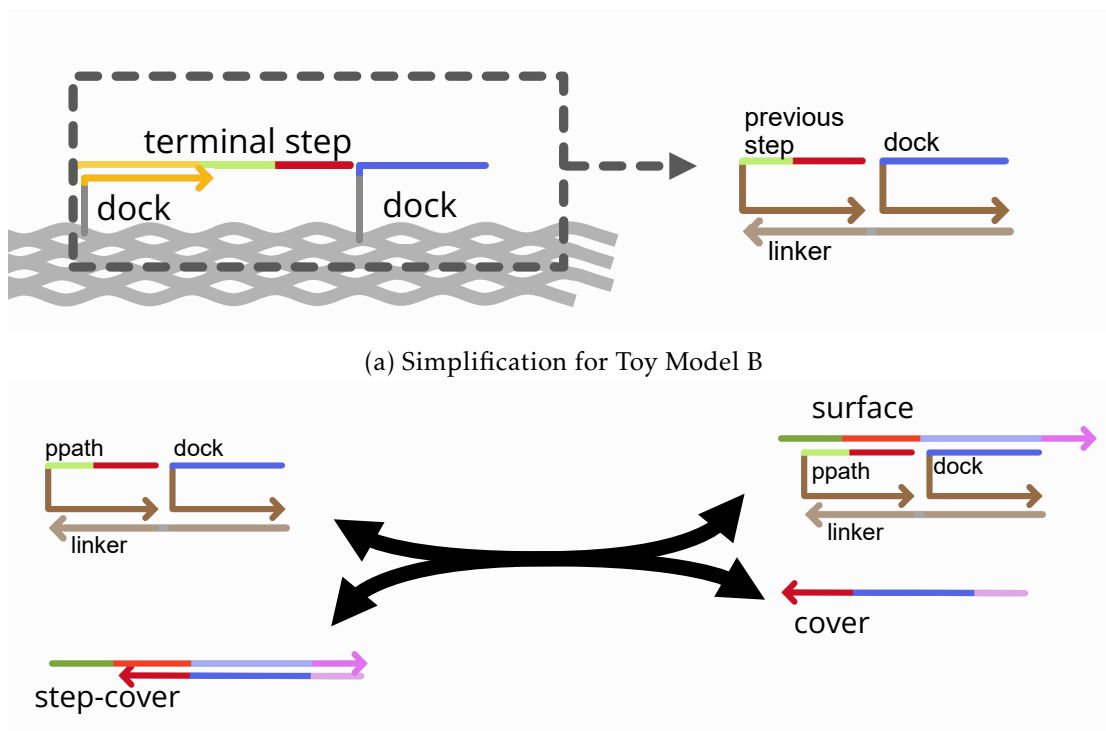 terminal step
dock
dock
previous
step
dock
linker
(a) Simplification for Toy Model B
ppath
dock
linker
step-cover
surface
ppath
dock
linker
cover